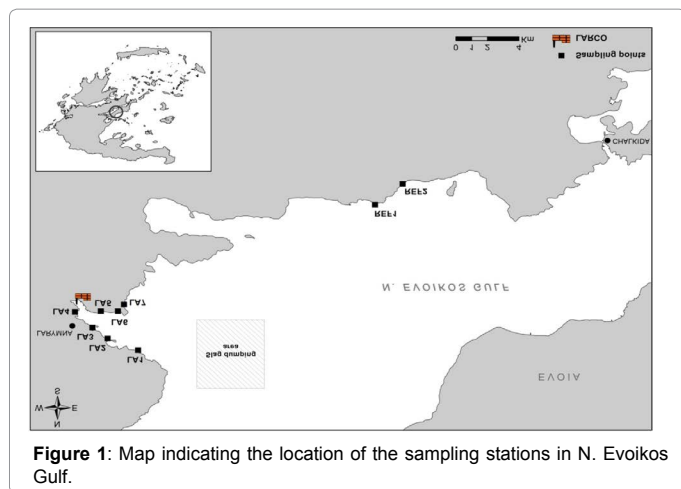 0 1 2 4 Km
LARCO
Sampling points
CHALKIDA
REF2
REF1
LA5
LA7
LA4
LA6
LARYMNA
LA3
LA2
LA1
N. EVOIKOS GULF
area
Slag dumping
EVOIA
S
W E
N
Figure 1: Map indicating the location of the sampling stations in N. Evoikos
Gulf.